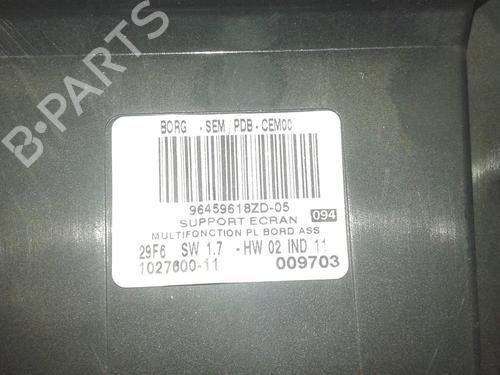 B-PARTS
BORG -SEM PDB-CEM00
96459618ZD-05
SUPPORT ECRAN 094
MULTIFONCTION PL BORD ASS
29F6 SW 1.7 -HW 02 IND 11
1027600-11 009703